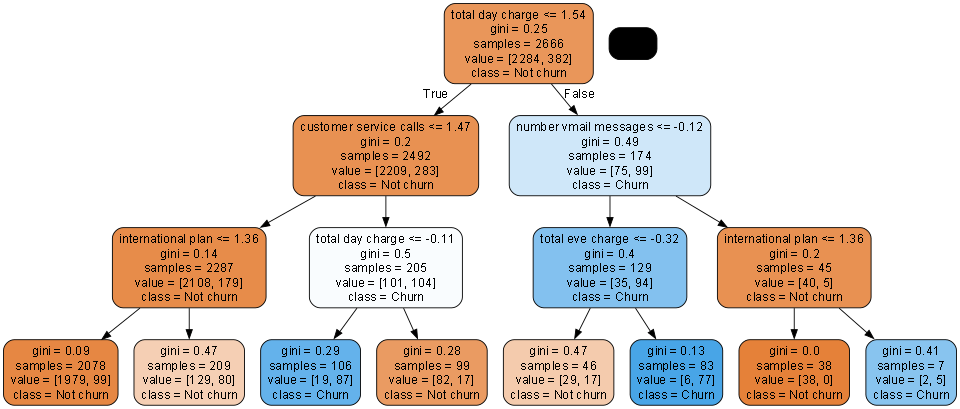 total day charge <= 1.54
gini = 0.25
samples = 2666
value = [2284, 382]
class = Not churn
True
False
customer service calls <= 1.47
gini = 0.2
samples = 2492
value = [2209, 283]
class = Not churn
number vmail messages <= -0.12
gini = 0.49
samples = 174
value = [75, 99]
class = Churn
international plan <= 1.36
gini = 0.14
samples = 2287
value = [2108, 179]
class = Not churn
total day charge <= -0.11
gini = 0.5
samples = 205
value = [101, 104]
class = Churn
total eve charge <= -0.32
gini = 0.4
samples = 129
value = [35, 94]
class = Churn
international plan <= 1.36
gini = 0.2
samples = 45
value = [40, 5]
class = Not churn
gini = 0.09
samples = 2078
value = [1979, 99]
class = Not churn
gini = 0.47
samples = 209
value = [129, 80]
class = Not churn
gini = 0.29
samples = 106
value = [19, 87]
class = Churn
gini = 0.28
samples = 99
value = [82, 17]
class = Not churn
gini = 0.47
samples = 46
value = [29, 17]
class = Not churn
gini = 0.13
samples = 83
value = [6, 77]
class = Churn
gini = 0.0
samples = 38
value = [38, 0]
class = Not churn
gini = 0.41
samples = 7
value = [2, 5]
class = Churn